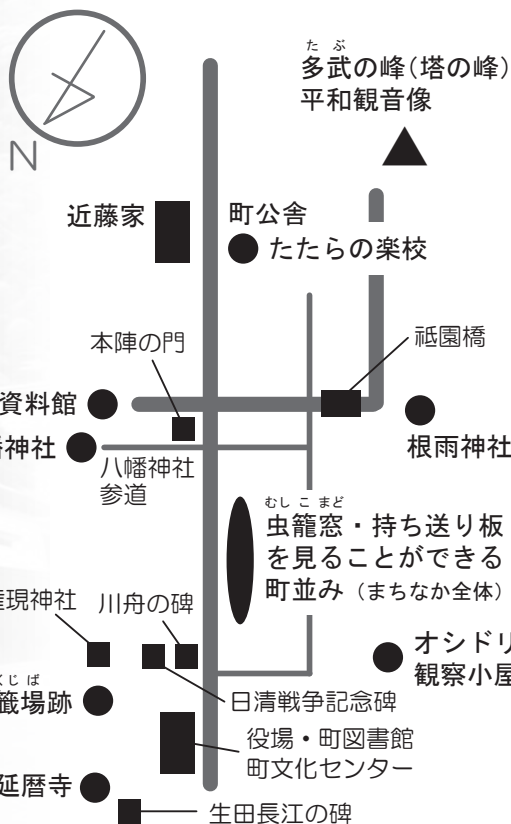 たぶ
多武の峰（塔の峰）
平和観音像
N
近藤家
町公舎
たたらの楽校
本陣の門
祗園橋
資料館
根雨神社
神社
八幡神社
参道
むしこまど
虫籠窓・持ち送り板
を見ることができる
町並み（まちなか全体）
権現神社
川舟の碑
オシドリ
観察小屋
くじば
籤場跡
日清戦争記念碑
役場・町図書館
町文化センター
延暦寺
生田長江の碑